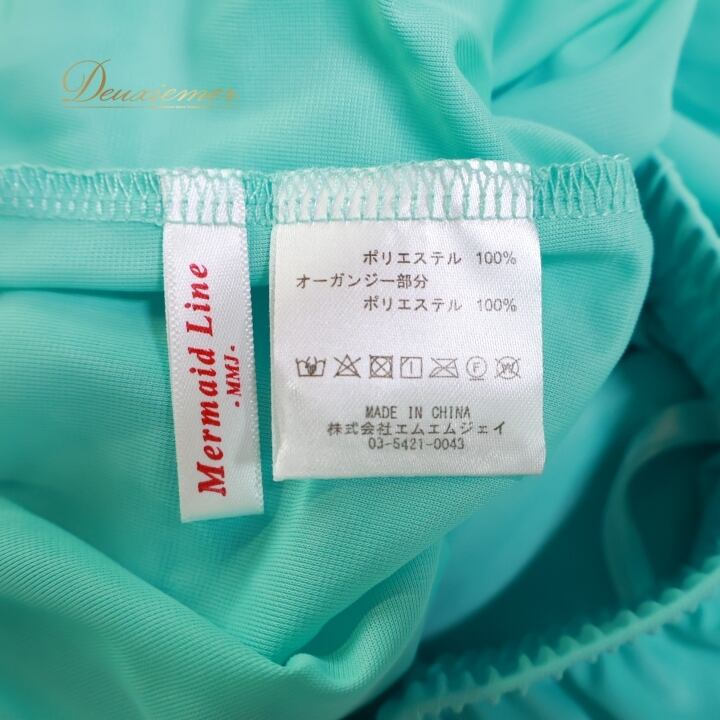 Deuxiemer
Mermaid Line
・MMJ・
ポリエステル 100%
オーガンジー部分
ポリエステル 100%
F
W
MADE IN CHINA
株式会社エムエムジェイ
03-5421-0043